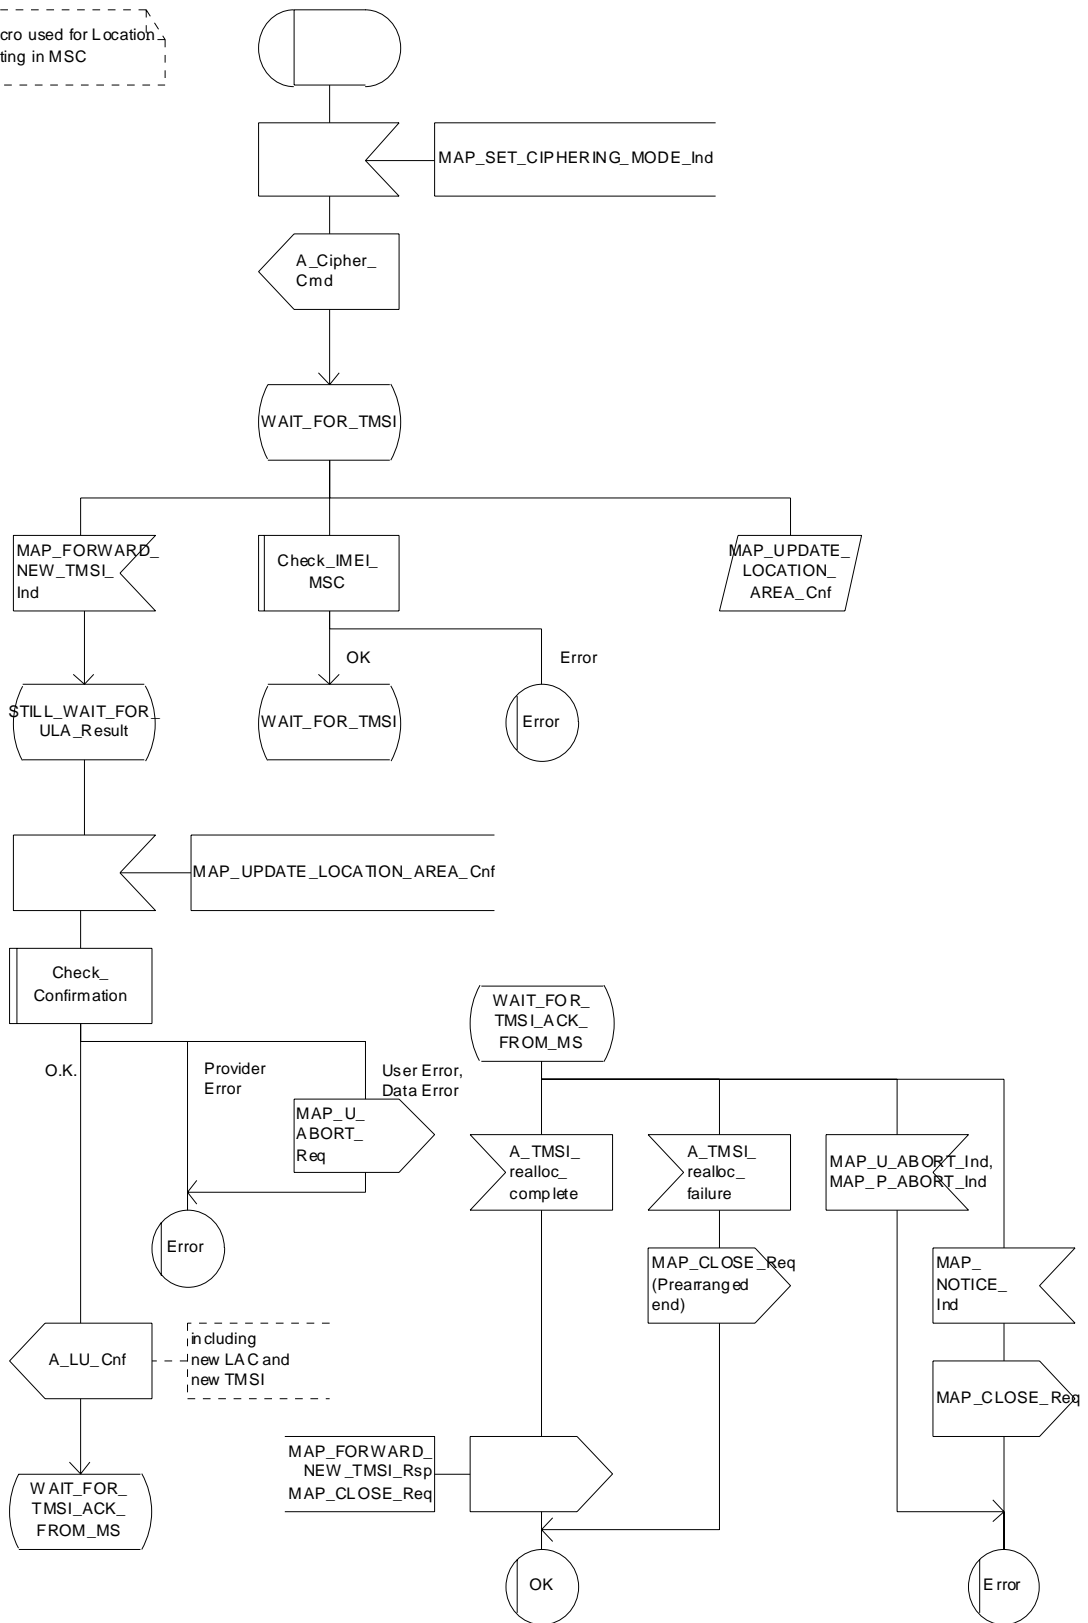 cro used for Location
ting in MSC
MAP_SET_CIPHERING_MODE_Ind
A_Cipher_
Cmd
WAIT_FOR_TMSI
MAP_FORWARD_
NEW_TMSI_
Ind
Check_IMEI_
MSC
MAP_UPDATE_
LOCATION_
AREA_Cnf
OK
Error
STILL_WAIT_FOR_
ULA_Result
WAIT_FOR_TMSI
Error
MAP_UPDATE_LOCATION_AREA_Cnf
Check_
Confirmation
O.K.
Provider
Error
User Error,
Data Error
MAP_U_
ABORT_
Req
Error
A_LU_Cnf
including
new LAC and
new TMSI
WAIT_FOR_
TMSI_ACK_
FROM_MS
WAIT_FOR_
TMSI_ACK_
FROM_MS
A_TMSI_
realloc_
complete
A_TMSI_
realloc_
failure
MAP_U_ABORT_Ind,
MAP_P_ABORT_Ind
MAP_CLOSE_Req
(Prearranged
end)
MAP_
NOTICE_
Ind
MAP_CLOSE_Req
MAP_FORWARD_
NEW_TMSI_Rsp
MAP_CLOSE_Req
OK
Error